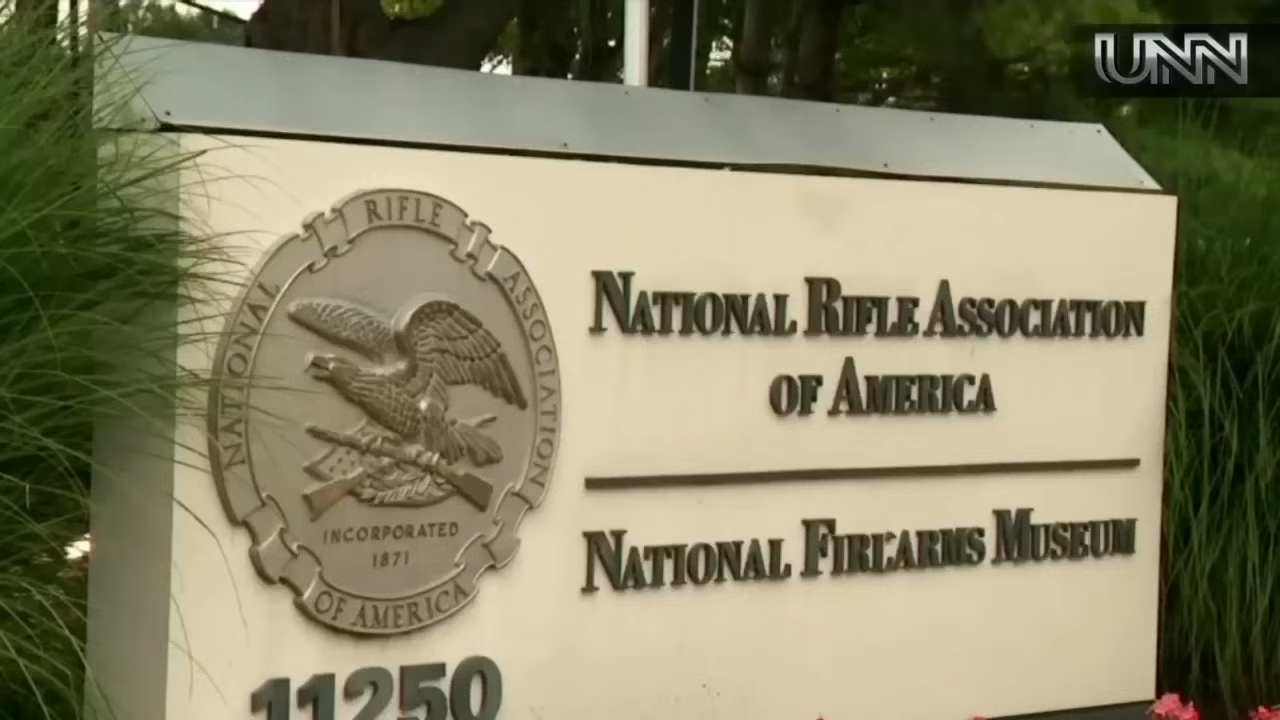 UNN
NATIONAL RIFLE ASSOCIATION
OF AMERICA
NATIONAL FIREARMS MUSEUM
NATIONAL RIFLE ASSOCIATION
OF AMERICA
INCORPORATED
1871
11250